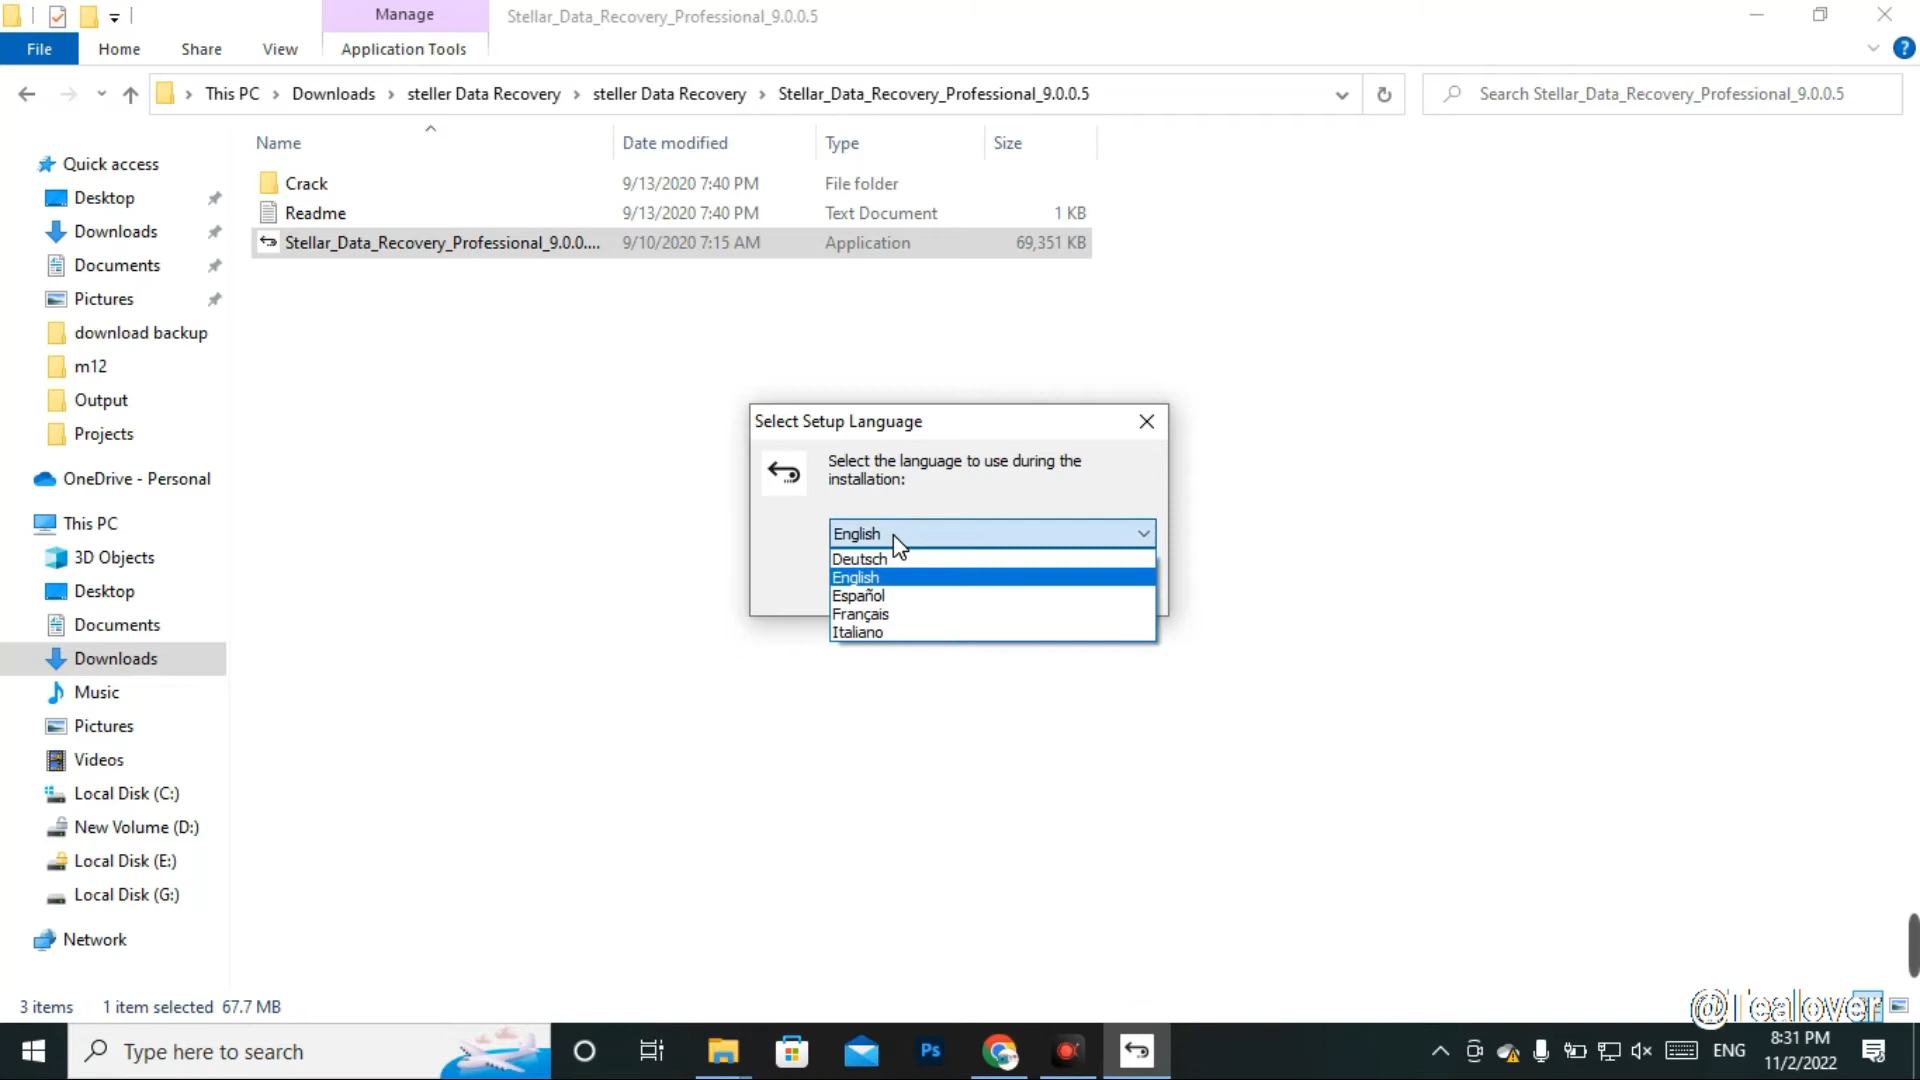 Manage
Stellar_Data_Recovery_Professional_9.0.0.5
File
Home
Share
View
Application Tools
This PC
Downloads
steller Data Recovery
steller Data Recovery
Stellar_Data_Recovery_Professional_9.0.0.5
Search Stellar_Data_Recovery_Professional_9.0.0.5
Name
Date modified
Type
Size
Crack
9/13/2020 7:40 PM
File folder
Readme
9/13/2020 7:40 PM
Text Document
1 KB
Stellar_Data_Recovery_Professional_9.0.0....
9/10/2020 7:15 AM
Application
69,351 KB
Quick access
Desktop
Downloads
Documents
Pictures
download backup
m12
Output
Projects
OneDrive - Personal
This PC
3D Objects
Desktop
Documents
Downloads
Music
Pictures
Videos
Local Disk (C:)
New Volume (D:)
Local Disk (E:)
Local Disk (G:)
Network
Select Setup Language
Select the language to use during the
installation:
English
Deutsch
English
Español
Français
Italiano
3 items
1 item selected 67.7 MB
@Tealover
Type here to search
Ps
ENG
8:31 PM
11/2/2022